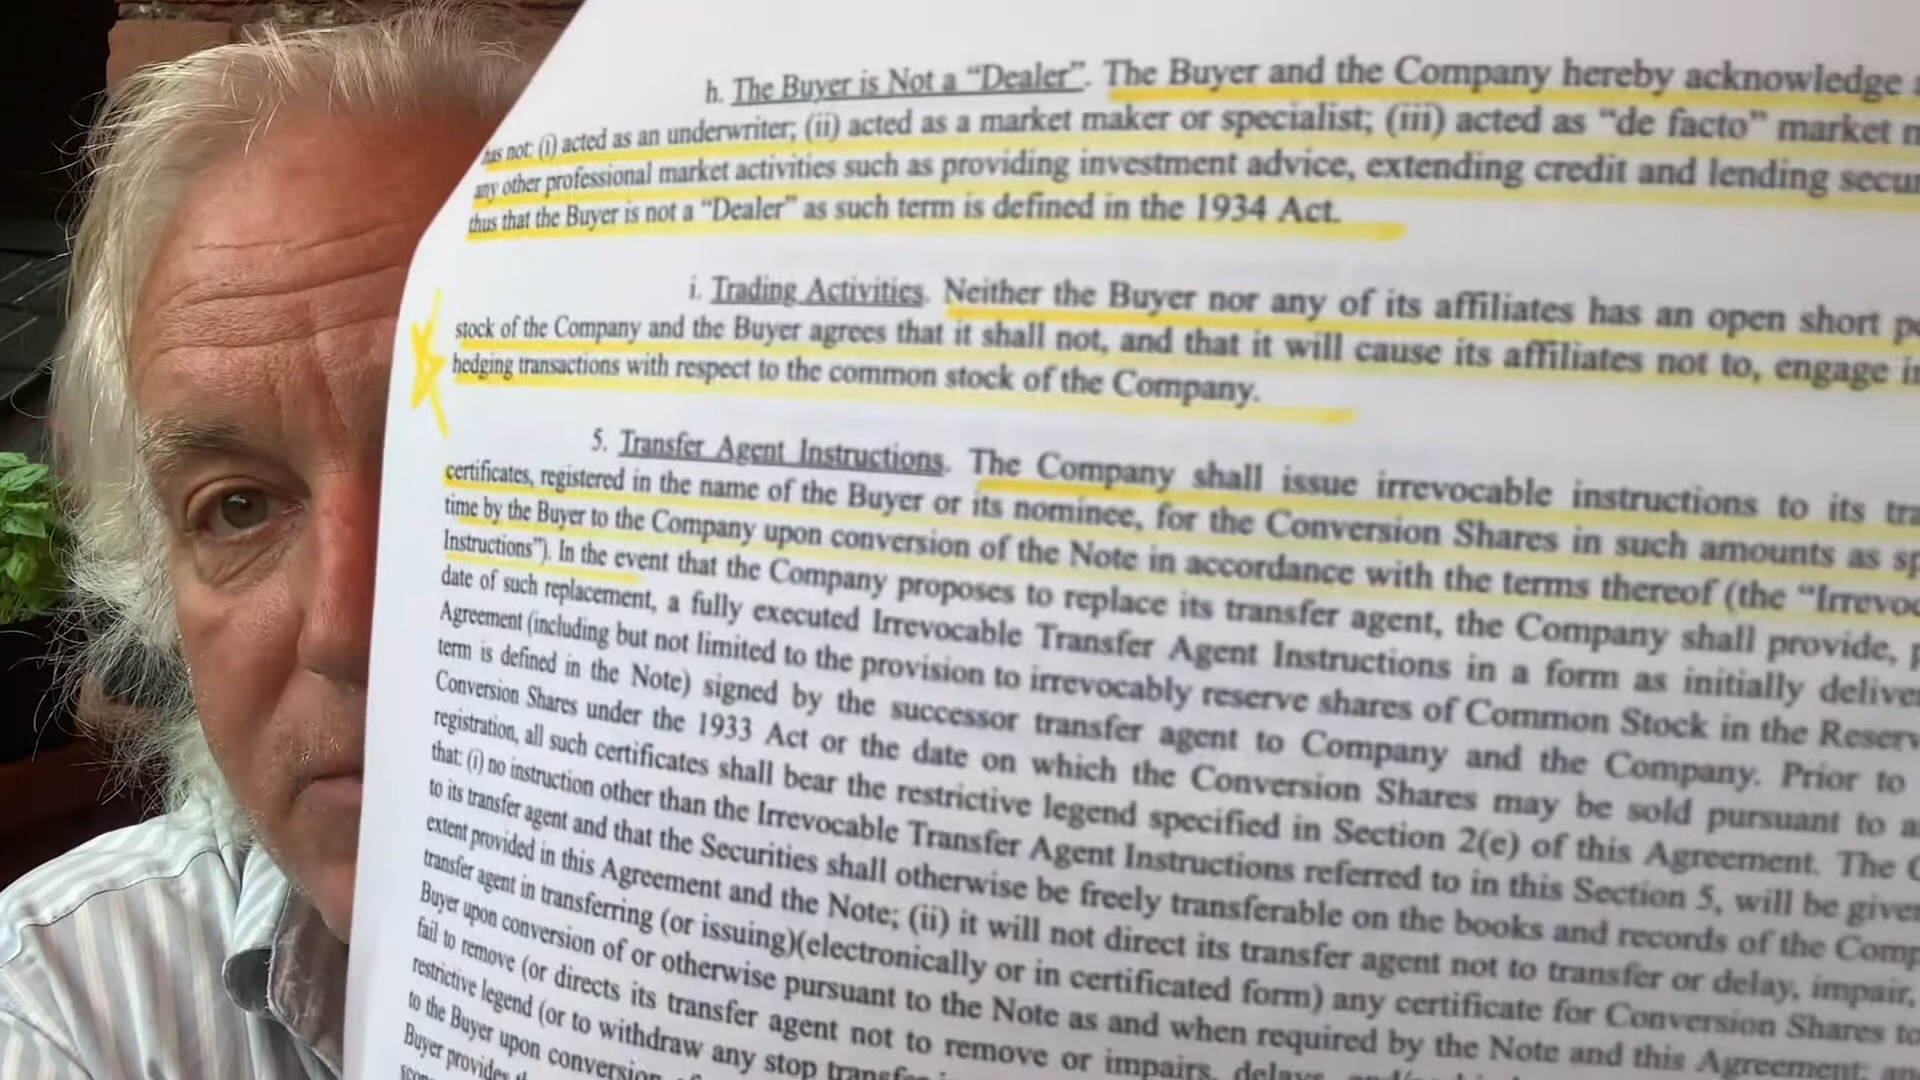 h. The Buyer is Not a “Dealer”. The Buyer and the Company hereby acknowledge
has not: (i) acted as an underwriter; (ii) acted as a market maker or specialist; (iii) acted as “de facto” market
any other professional market activities such as providing investment advice, extending credit and lending
thus that the Buyer is not a “Dealer” as such term is defined in the 1934 Act.
i. Trading Activities. Neither the Buyer nor any of its affiliates has an open short
stock of the Company and the Buyer agrees that it shall not, and that it will cause its affiliates not to, engage
hedging transactions with respect to the common stock of the Company.
5. Transfer Agent Instructions. The Company shall issue irrevocable instructions to its
certificates, registered in the name of the Buyer or its nominee, for the Conversion Shares in such amounts as
time by the Buyer to the Company upon conversion of the Note in accordance with the terms thereof (the
Instructions”). In the event that the Company proposes to replace its transfer agent, the Company shall provide,
date of such replacement, a fully executed Irrevocable Transfer Agent Instructions in a form as initially
Agreement (including but not limited to the provision to irrevocably reserve shares of Common Stock in the
term is defined in the Note) signed by the successor transfer agent to Company and the Company. Prior to
Conversion Shares under the 1933 Act or the date on which the Conversion Shares may be sold pursuant to
registration, all such certificates shall bear the restrictive legend specified in Section 2(e) of this Agreement. The
that: (i) no instruction other than the Irrevocable Transfer Agent Instructions referred to in this Section 5, will be
to its transfer agent and that the Securities shall otherwise be freely transferable on the books and records of the
extent provided in this Agreement and the Note; (ii) it will not direct its transfer agent not to transfer or delay, impair,
transfer agent in transferring (or issuing)(electronically or in certificated form) any certificate for Conversion Shares to
Buyer upon conversion of or otherwise pursuant to the Note as and when required by the Note and this Agreement;
fail to remove (or directs its transfer agent not to remove or impairs, delays,
restrictive legend (or to withdraw any stop
to the Buyer upon conversion
Buyer provides